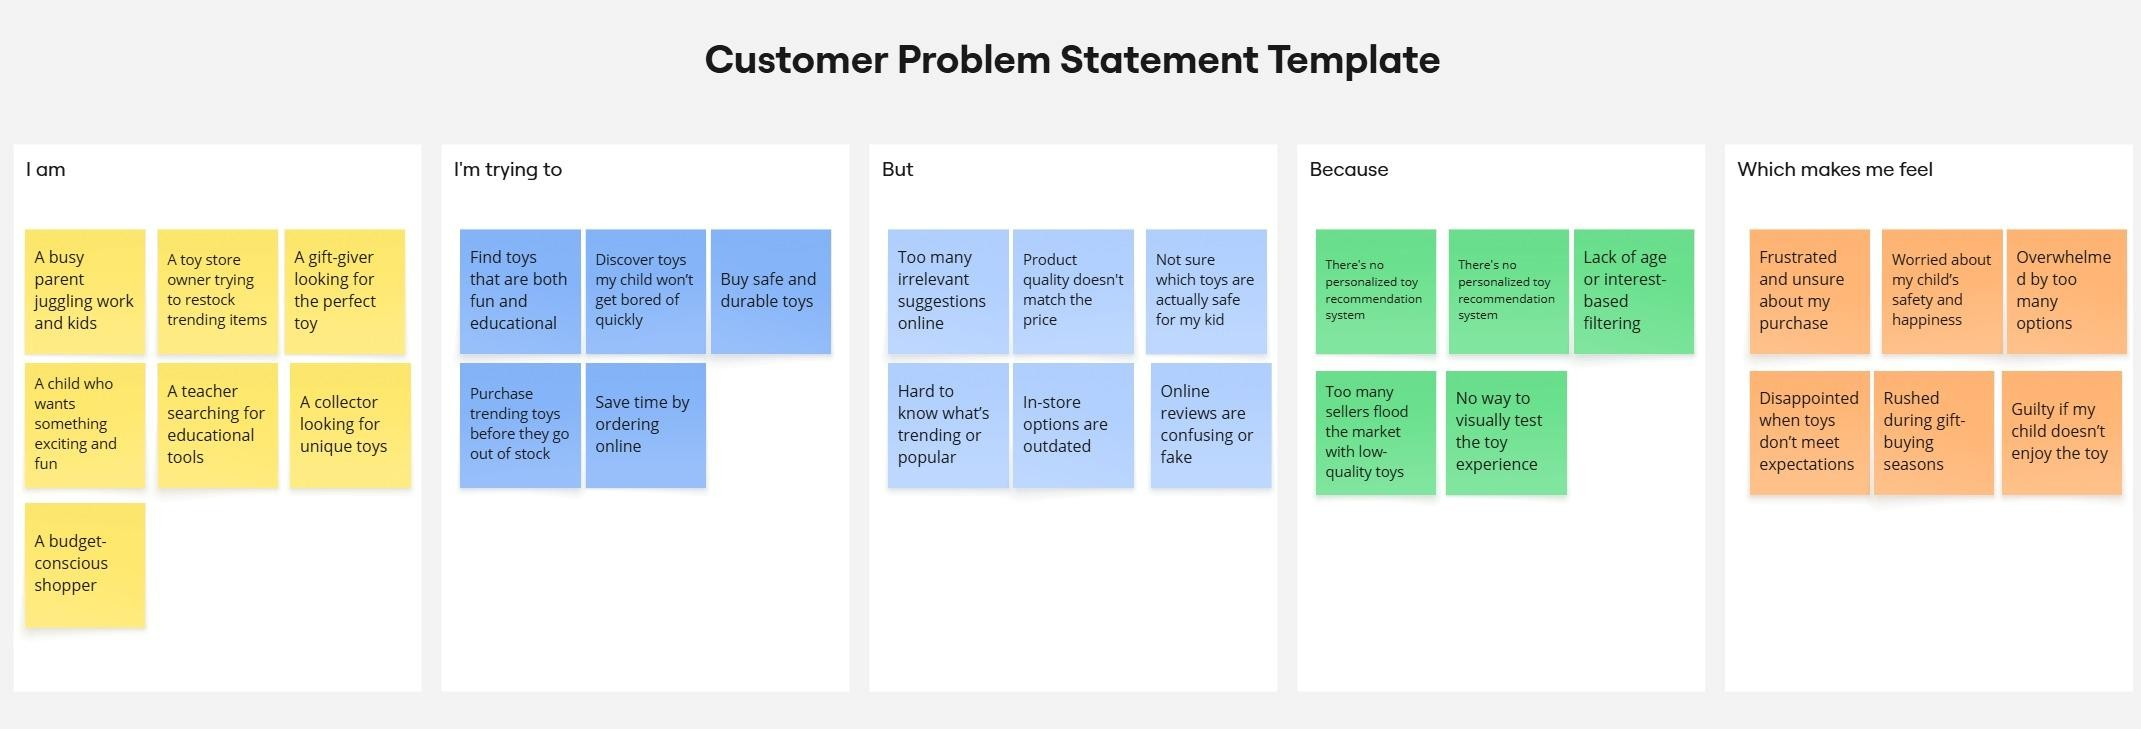 Customer Problem Statement Template
I am
A busy
parent
juggling work
and kids
A toy store
owner trying
to restock
trending items
A gift-giver
looking for
the perfect
toy
A child who
wants
something
exciting and
fun
A teacher
searching for
educational
tools
A collector
looking for
unique toys
A budget-
conscious
shopper
I'm trying to
Find toys
that are both
fun and
educational
Discover toys
my child won’t
get bored of
quickly
Buy safe and
durable toys
Purchase
trending toys
before they go
out of stock
Save time by
ordering
online
But
Too many
irrelevant
suggestions
online
Product
quality doesn't
match the
price
Not sure
which toys are
actually safe
for my kid
Hard to
know what’s
trending or
popular
In-store
options are
outdated
Online
reviews are
confusing or
fake
Because
There's no
personalized toy
recommendation
system
There's no
personalized toy
recommendation
system
Lack of age
or interest-
based
filtering
Too many
sellers flood
the market
with low-
quality toys
No way to
visually test
the toy
experience
Which makes me feel
Frustrated
and unsure
about my
purchase
Worried about
my child’s
safety and
happiness
Overwhelme
d by too
many
options
Disappointed
when toys
don’t meet
expectations
Rushed
during gift-
buying
seasons
Guilty if my
child doesn’t
enjoy the toy